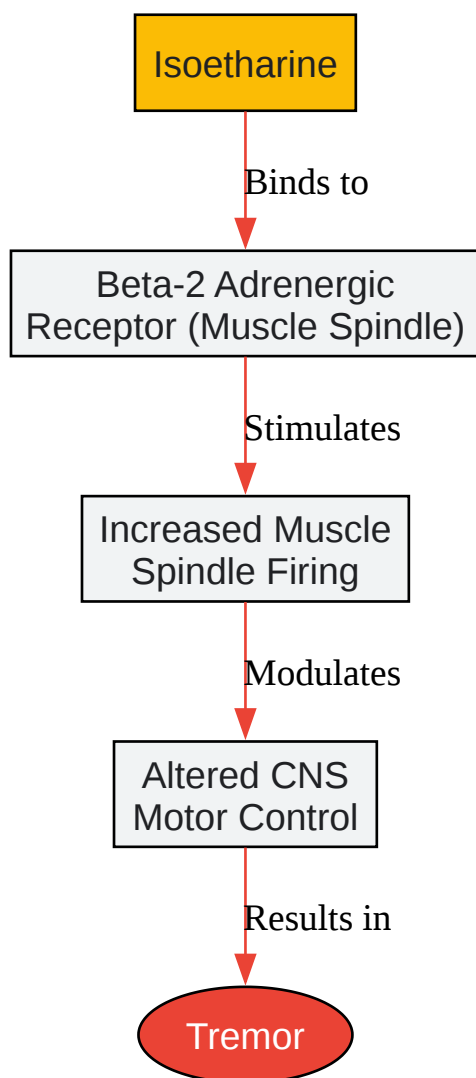 Isoetharine
Binds to
Beta-2 Adrenergic
Receptor (Muscle Spindle)
Stimulates
Increased Muscle
Spindle Firing
Modulates
Altered CNS
Motor Control
Results in
Tremor